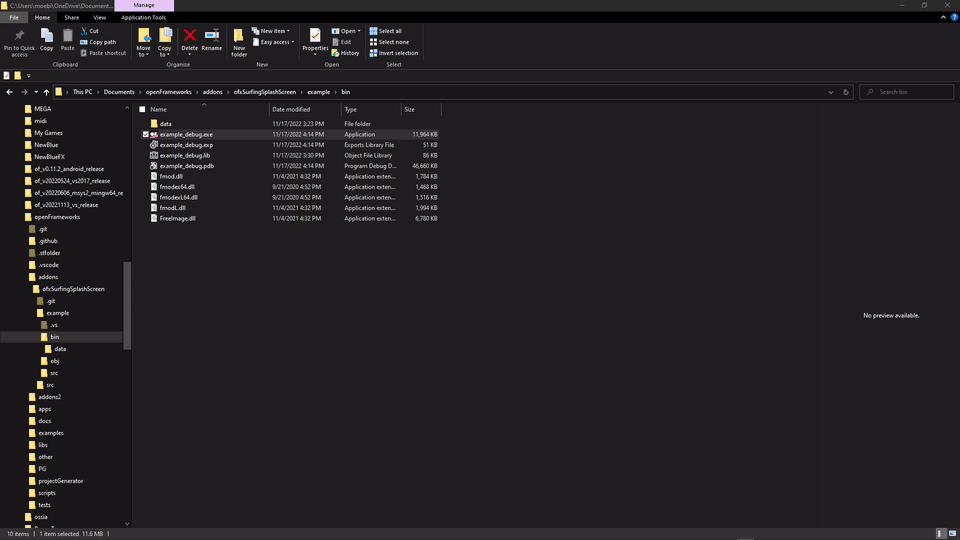 C:\Users\moebi\OneDrive\Document...
Manage
File
Home
Share
View
Application Tools
Pin to Quick access
Copy
Paste
Cut
Copy path
Paste shortcut
Clipboard
Move to
Copy to
Delete
Rename
Organize
New folder
New item
Easy access
New
Properties
Open
Edit
History
Open
Select all
Select none
Invert selection
Select
This PC > Documents > openFrameworks > addons > ofxSurfingSplashScreen > example > bin
Search bin
Name
Date modified
Type
Size
data 11/17/2022 3:23 PM File folder
example_debug.exe 11/17/2022 4:14 PM Application 11,964 KB
example_debug.exp 11/17/2022 4:14 PM Exports Library File 51 KB
example_debug.lib 11/17/2022 3:30 PM Object File Library 86 KB
example_debug.pdb 11/17/2022 4:14 PM Program Debug D... 46,660 KB
fmod.dll 11/4/2021 4:32 PM Application exten... 1,784 KB
fmodex64.dll 9/21/2020 4:52 PM Application exten... 1,468 KB
fmodexL64.dll 9/21/2020 4:52 PM Application exten... 1,516 KB
fmodL.dll 11/4/2021 4:32 PM Application exten... 1,994 KB
FreeImage.dll 11/4/2021 4:32 PM Application exten... 6,780 KB
MEGA
midi
My Games
NewBlue
NewBlueFX
of_v0.11.2_android_release
of_v20220524_vs2017_release
of_v20220606_msys2_mingw64_re
of_v20221113_vs_release
openFrameworks
.git
.github
.stfolder
.vscode
addons
ofxSurfingSplashScreen
.git
example
.vs
bin
data
obj
src
src
addons2
apps
docs
examples
libs
other
PG
projectGenerator
scripts
tests
ossia
No preview available.
10 items
1 item selected 11.6 MB